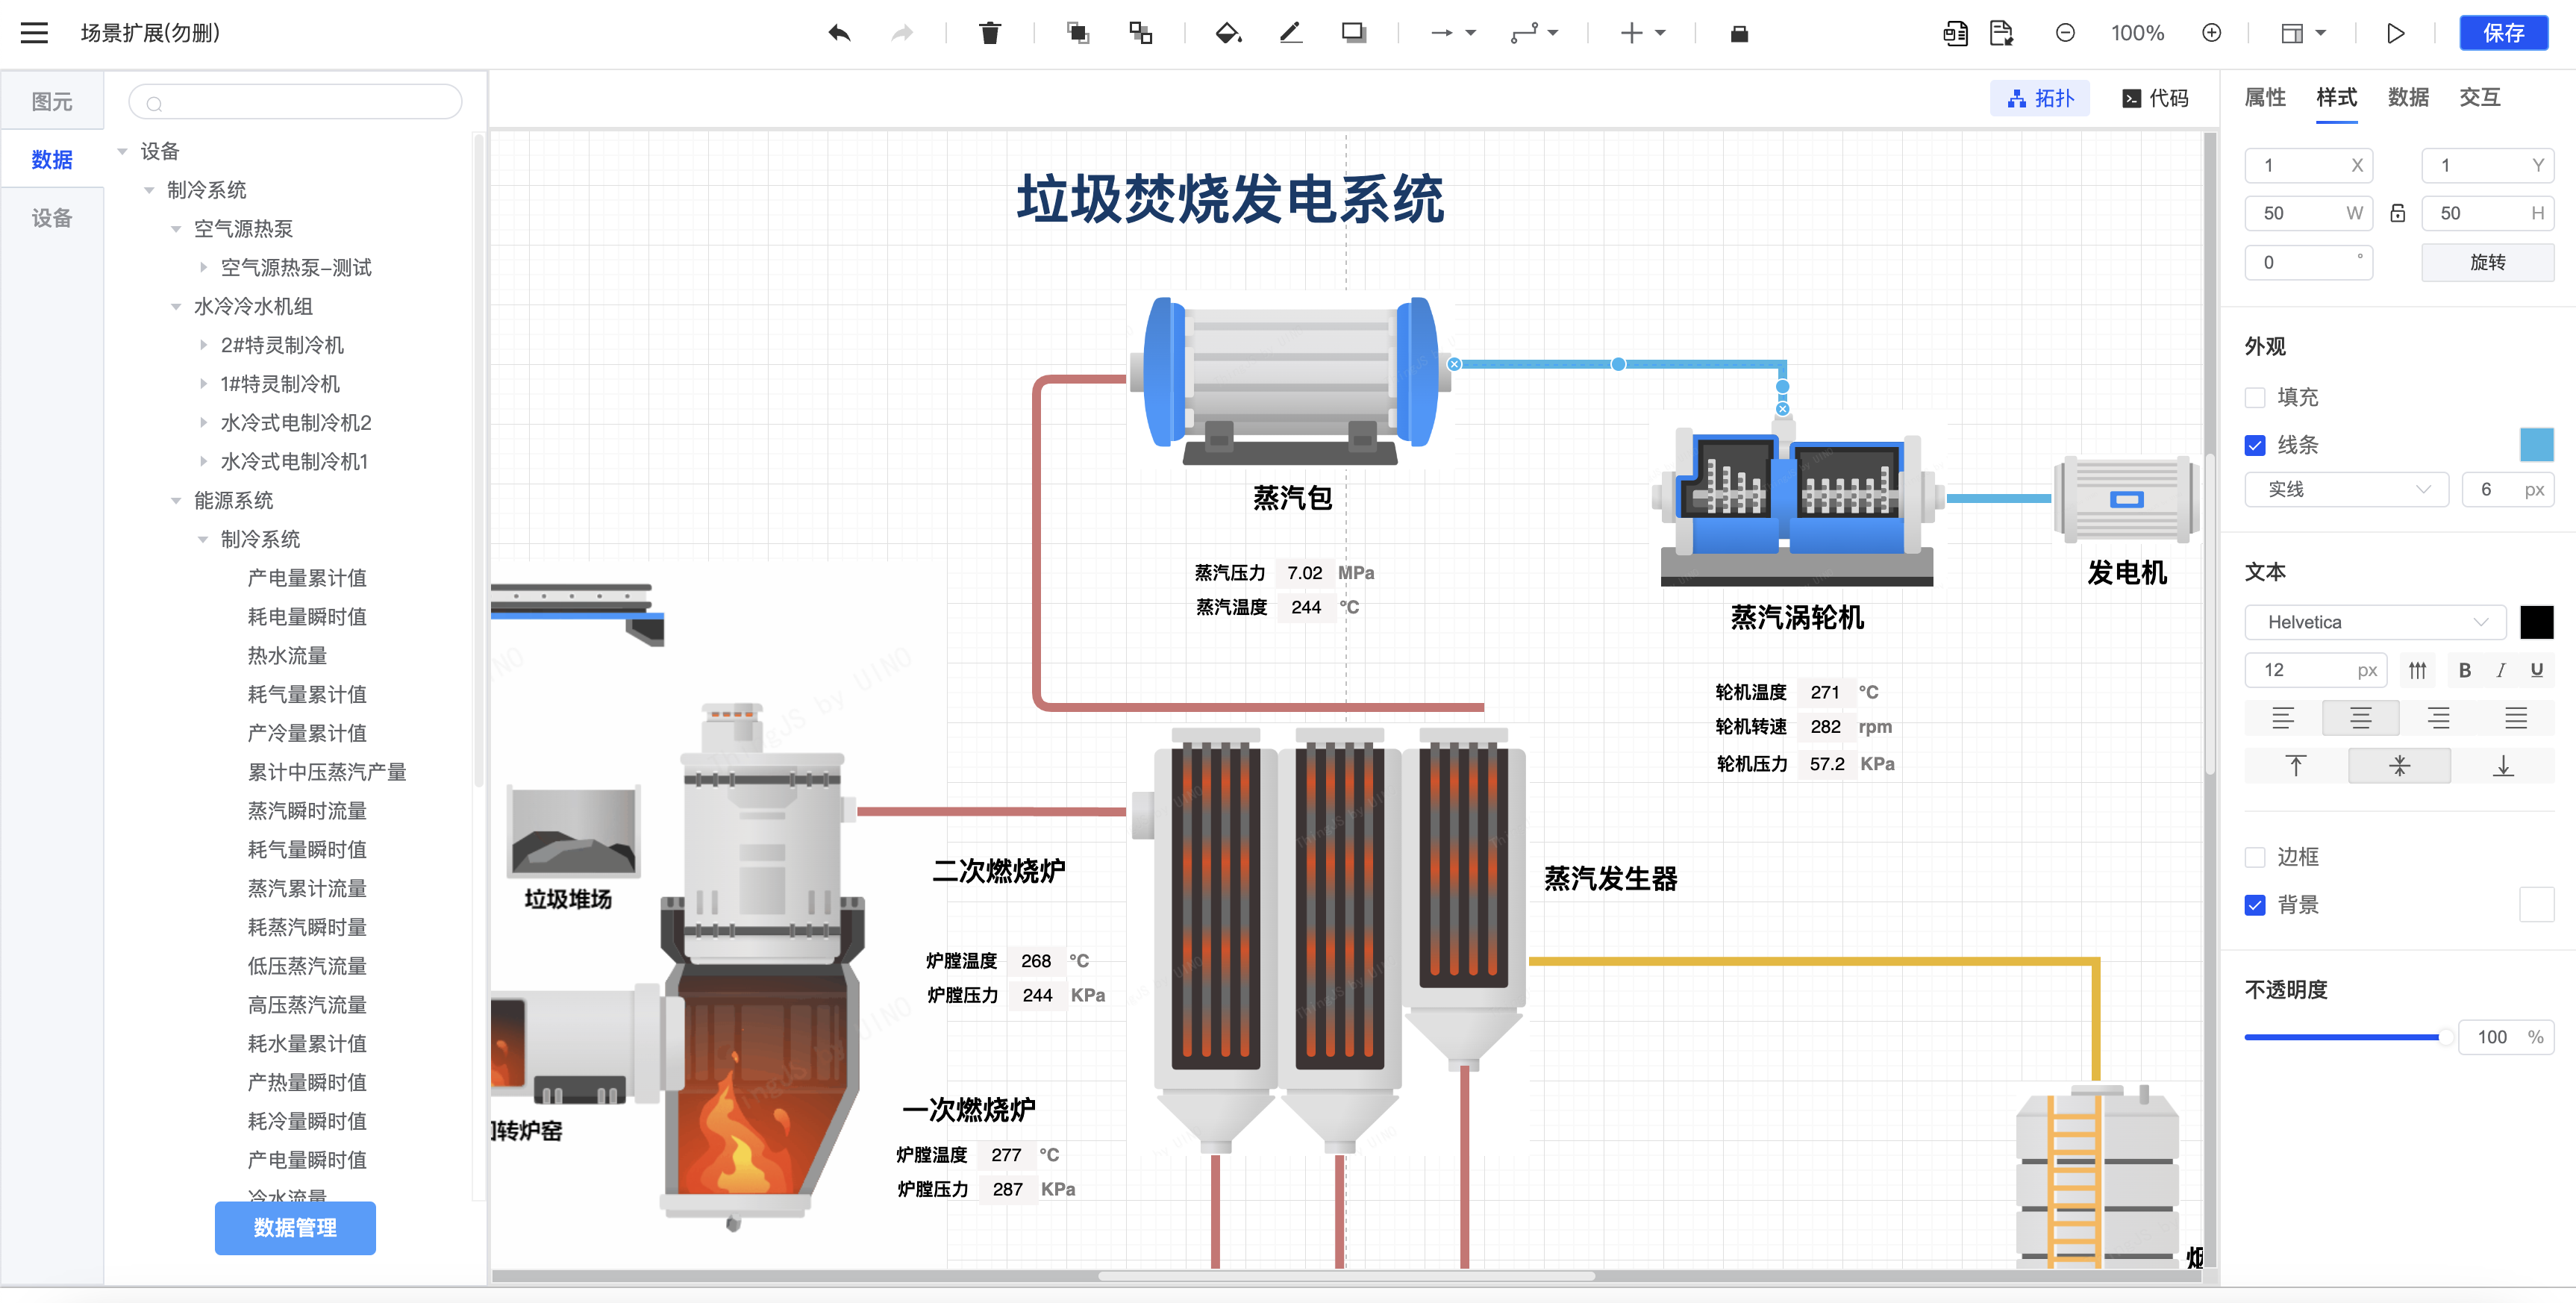 场景扩展(勿删)
100%
保存
图元
数据
设备
设备
制冷系统
空气源热泵
空气源热泵-测试
水冷冷水机组
2#特灵制冷机
1#特灵制冷机
水冷式电制冷机2
水冷式电制冷机1
能源系统
制冷系统
产电量累计值
耗电量瞬时值
热水流量
耗气量累计值
产冷量累计值
累计中压蒸汽产量
蒸汽瞬时流量
耗气量瞬时值
蒸汽累计流量
耗蒸汽瞬时量
低压蒸汽流量
高压蒸汽流量
耗水量累计值
产热量瞬时值
耗冷量瞬时值
产电量瞬时值
冷水流量
数据管理
拓扑
代码
垃圾焚烧发电系统
蒸汽包
蒸汽压力 7.02 MPa
蒸汽温度 244 °C
蒸汽涡轮机
发电机
轮机温度 271 °C
轮机转速 282 rpm
轮机压力 57.2 KPa
垃圾堆场
二次燃烧炉
蒸汽发生器
炉膛温度 268 °C
炉膛压力 244 KPa
转炉窑
一次燃烧炉
炉膛温度 277 °C
炉膛压力 287 KPa
ThingJS by UINO
属性 样式 数据 交互
1 X 1 Y
50 W 50 H
0 ° 旋转
外观
填充
线条
实线 6 px
文本
Helvetica
12 px B I U
边框
背景
不透明度
100 %